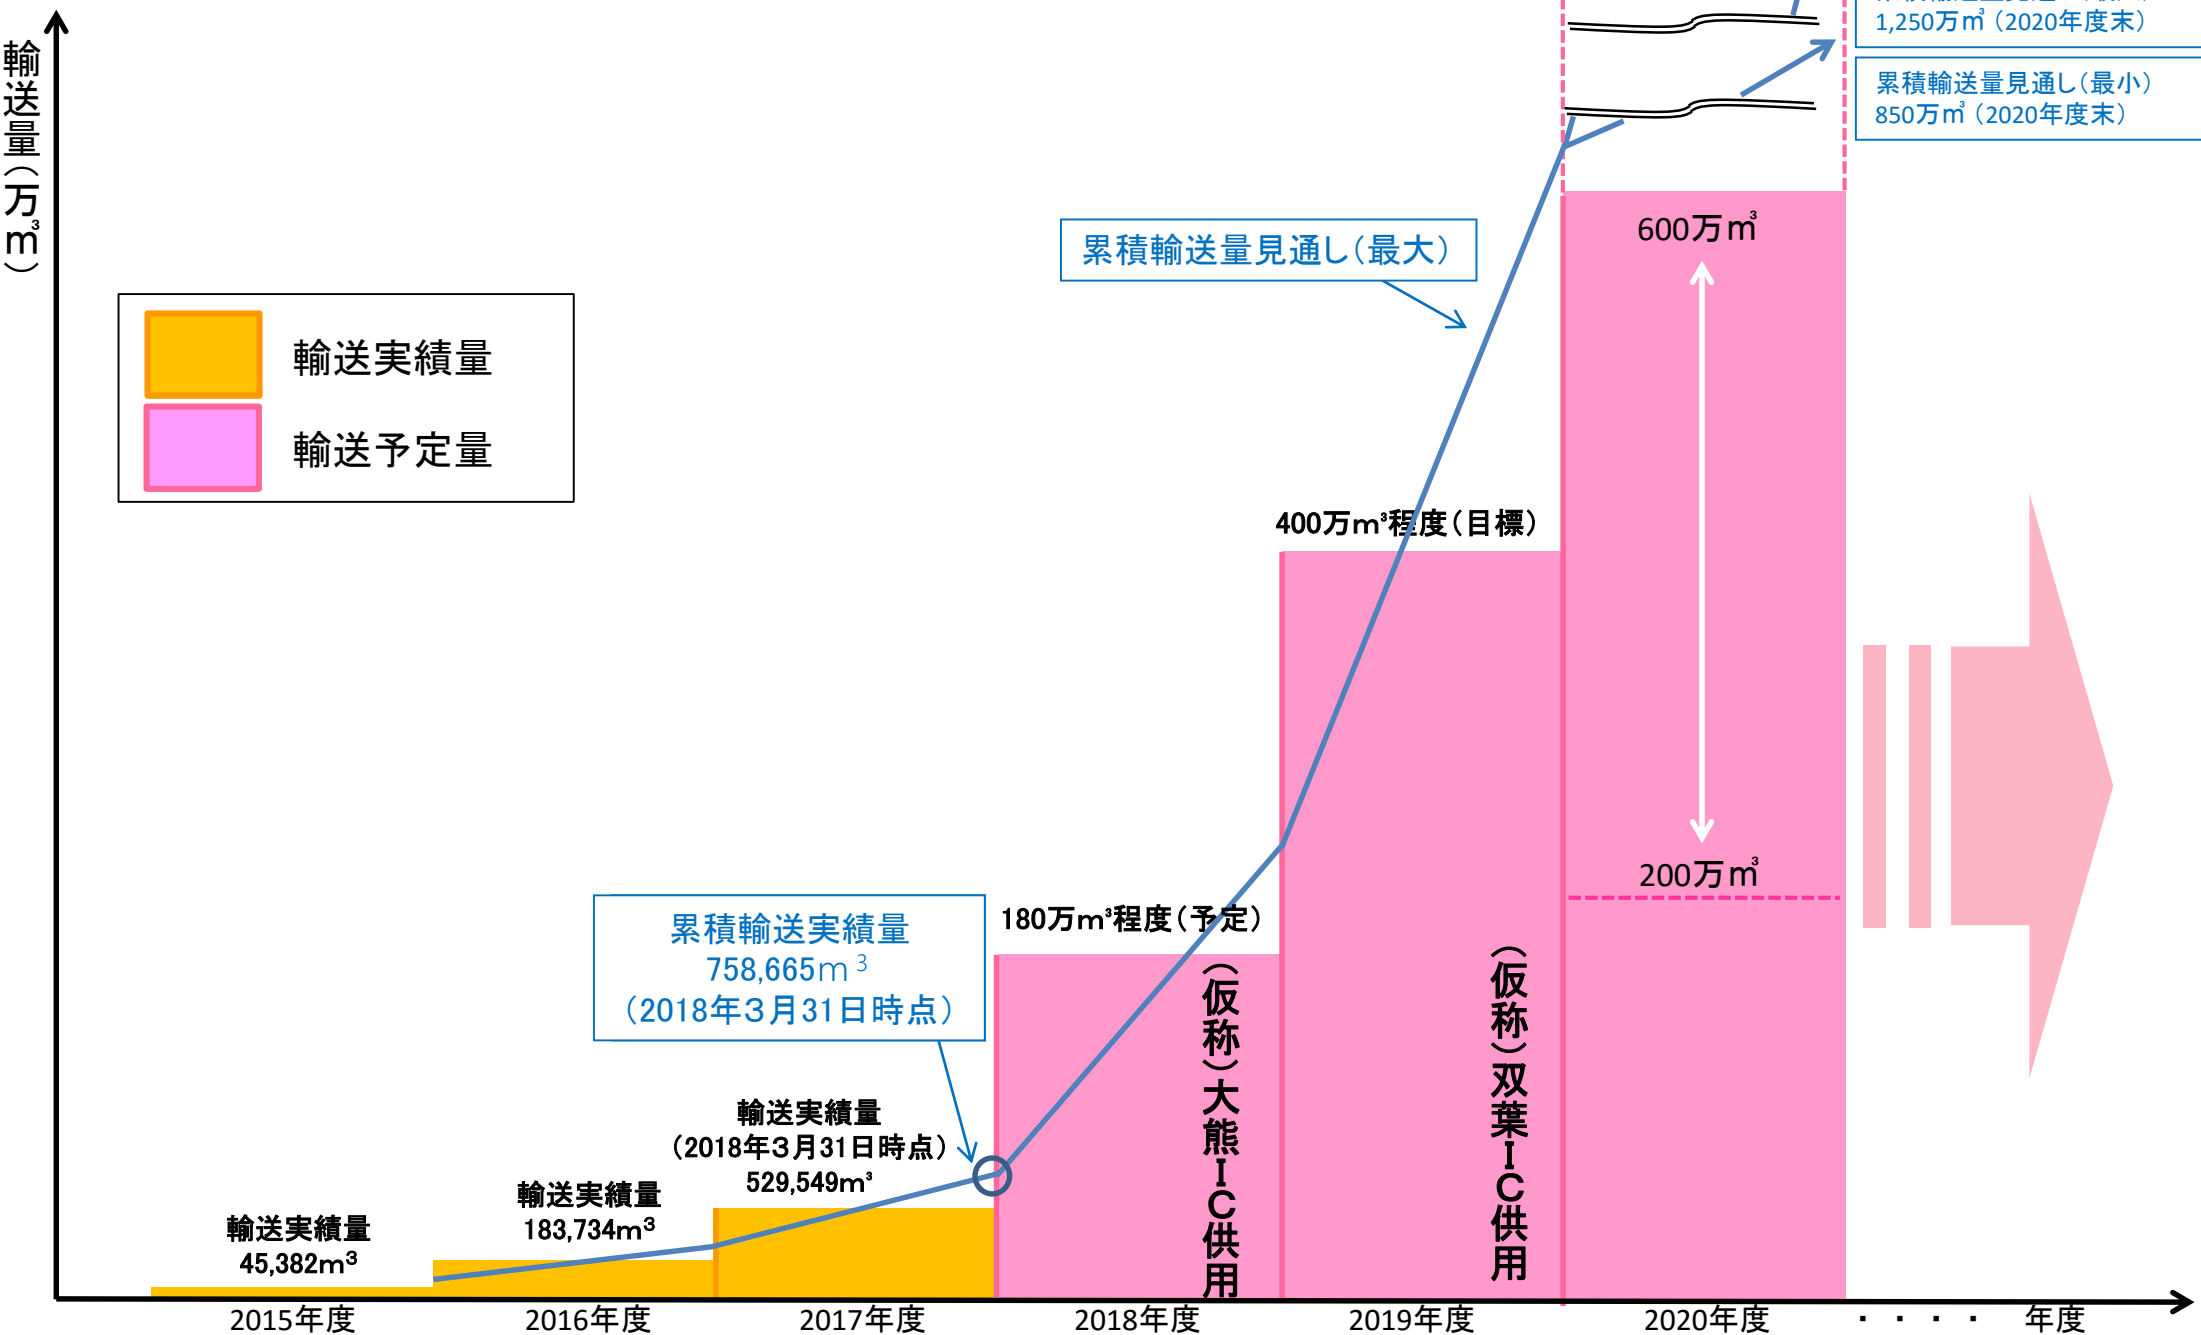 輸送量(万㎥)
1,250万㎥(2020年度末)
累積輸送量見通し(最小)
850万㎥(2020年度末)
累積輸送量見通し(最大)
600万㎥
輸送実績量
輸送予定量
400万m³程度(目標)
200万㎥
180万m³程度(予定)
累積輸送実績量
758,665m³
(2018年3月31日時点)
(仮称)大熊IC供用
(仮称)双葉IC供用
輸送実績量
(2018年3月31日時点)
529,549m³
輸送実績量
183,734m³
輸送実績量
45,382m³
2015年度
2016年度
2017年度
2018年度
2019年度
2020年度
・・・・ 年度